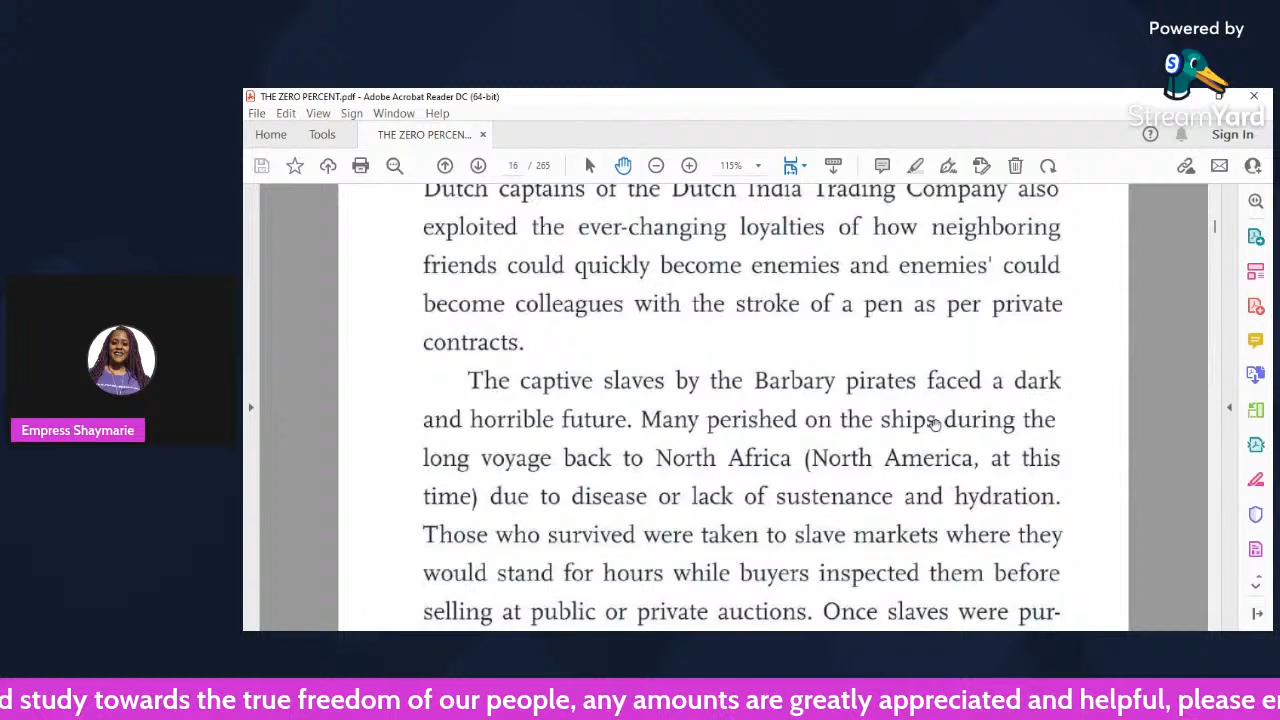 Powered by
StreamYard
THE ZERO PERCENT.pdf - Adobe Acrobat Reader DC (64-bit)
File Edit View Sign Window Help
Home Tools THE ZERO PERCEN... × Sign In
16 / 265 115%
Dutch captains of the Dutch India Trading Company also
exploited the ever-changing loyalties of how neighboring
friends could quickly become enemies and enemies' could
become colleagues with the stroke of a pen as per private
contracts.
The captive slaves by the Barbary pirates faced a dark
and horrible future. Many perished on the ships during the
long voyage back to North Africa (North America, at this
time) due to disease or lack of sustenance and hydration.
Those who survived were taken to slave markets where they
would stand for hours while buyers inspected them before
selling at public or private auctions. Once slaves were pur-
Empress Shaymarie
d study towards the true freedom of our people, any amounts are greatly appreciated and helpful, please e